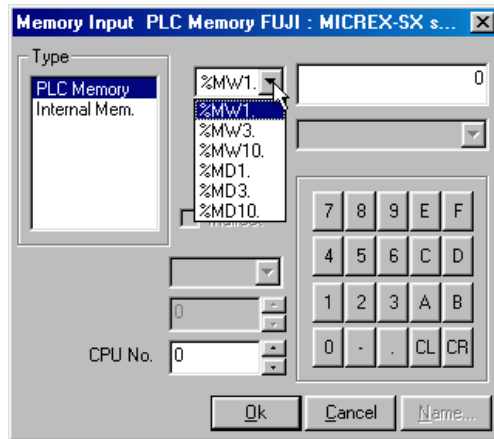 Memory Input PLC Memory FUJI : MICREX-SX s...
Type
PLC Memory
Internal Mem.
%MW1.
0
%MW1.
%MW3.
%MW10.
%MD1.
%MD3.
%MD10.
7 8 9 E F
4 5 6 C D
1 2 3 A B
0 - . CL CR
0
CPU No. 0
Ok Cancel Name...